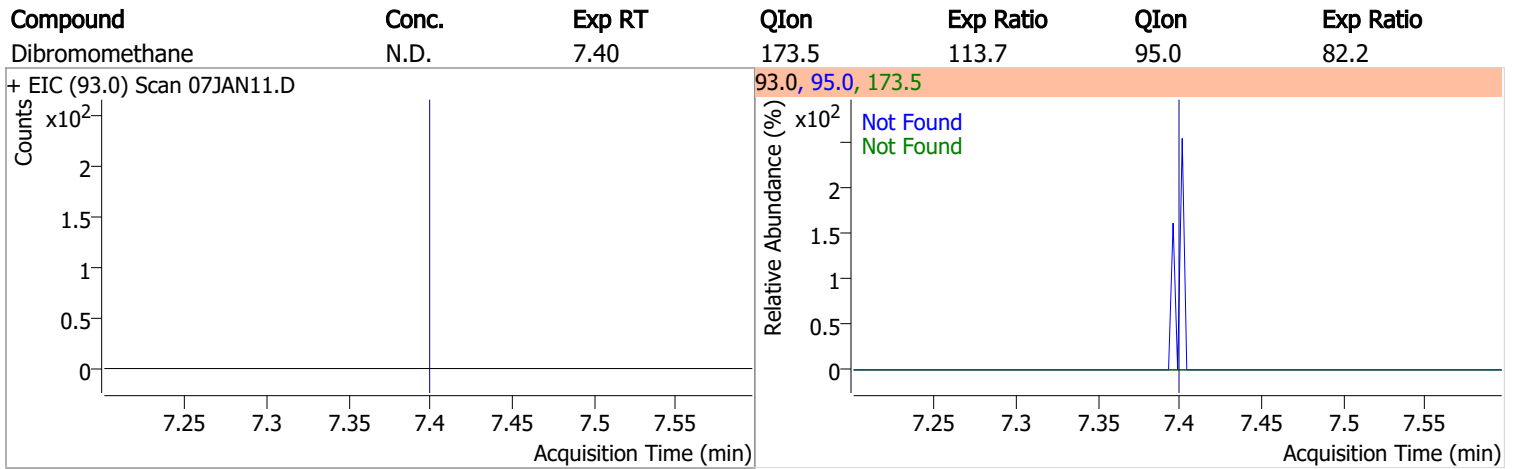 Compound Conc. Exp RT QIon Exp Ratio QIon Exp Ratio
Dibromomethane N.D. 7.40 173.5 113.7 95.0 82.2
+ EIC (93.0) Scan 07JAN11.D
Counts
x10²
2
1.5
1
0.5
0
7.25 7.3 7.35 7.4 7.45 7.5 7.55
Acquisition Time (min)
93.0, 95.0, 173.5
Relative Abundance (%)
x10²
Not Found
Not Found
2
1.5
1
0.5
0
7.25 7.3 7.35 7.4 7.45 7.5 7.55
Acquisition Time (min)